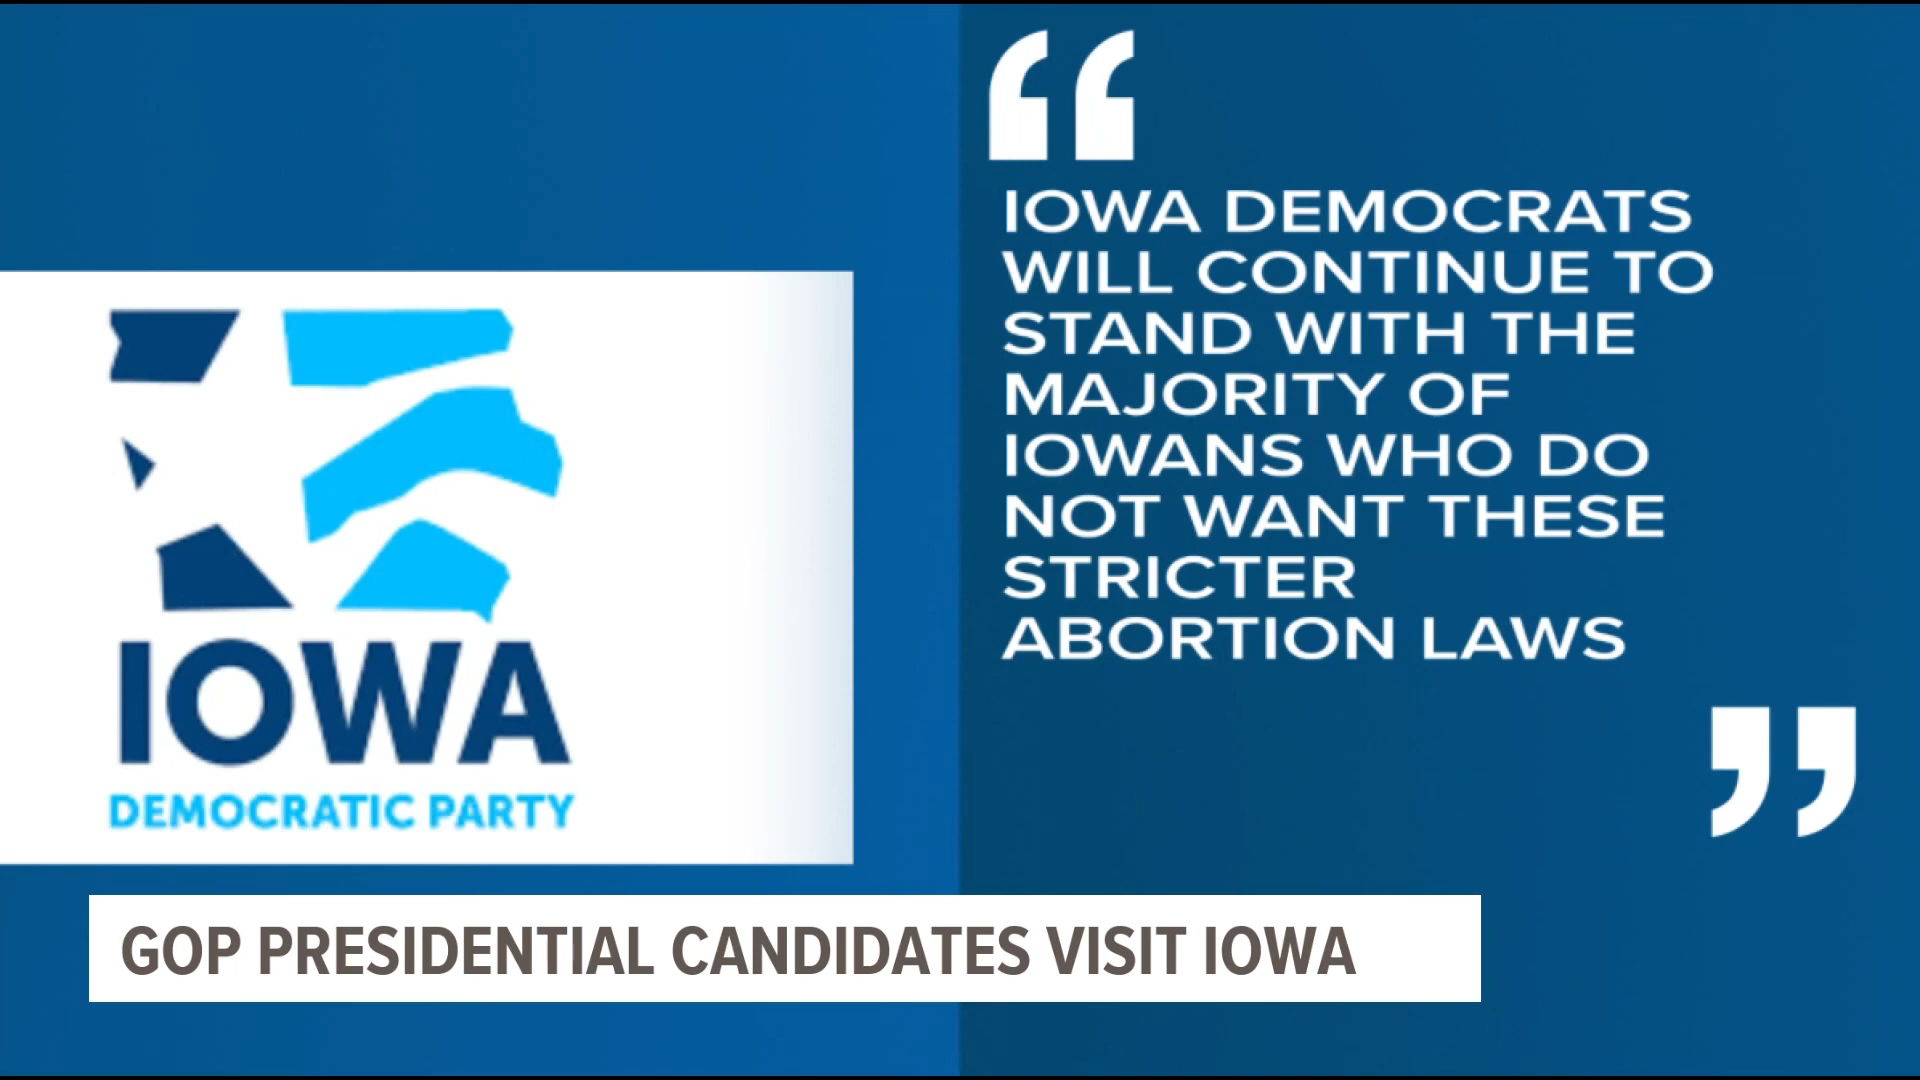 IOWA
DEMOCRATIC PARTY
“
IOWA DEMOCRATS
WILL CONTINUE TO
STAND WITH THE
MAJORITY OF
IOWANS WHO DO
NOT WANT THESE
STRICTER
ABORTION LAWS
”
GOP PRESIDENTIAL CANDIDATES VISIT IOWA